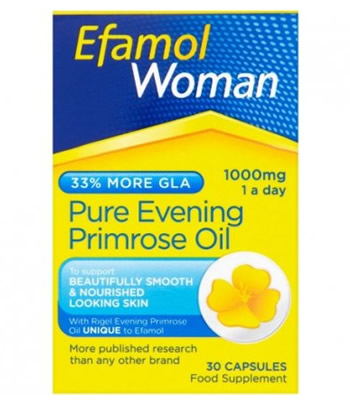 Efamol
Woman
33% MORE GLA
1000mg
1 a day
Pure Evening
Primrose Oil
To support
BEAUTIFULLY SMOOTH
& NOURISHED
LOOKING SKIN
With Rigel Evening Primrose
Oil UNIQUE to Efamol
More published research
than any other brand
30 CAPSULES
Food Supplement